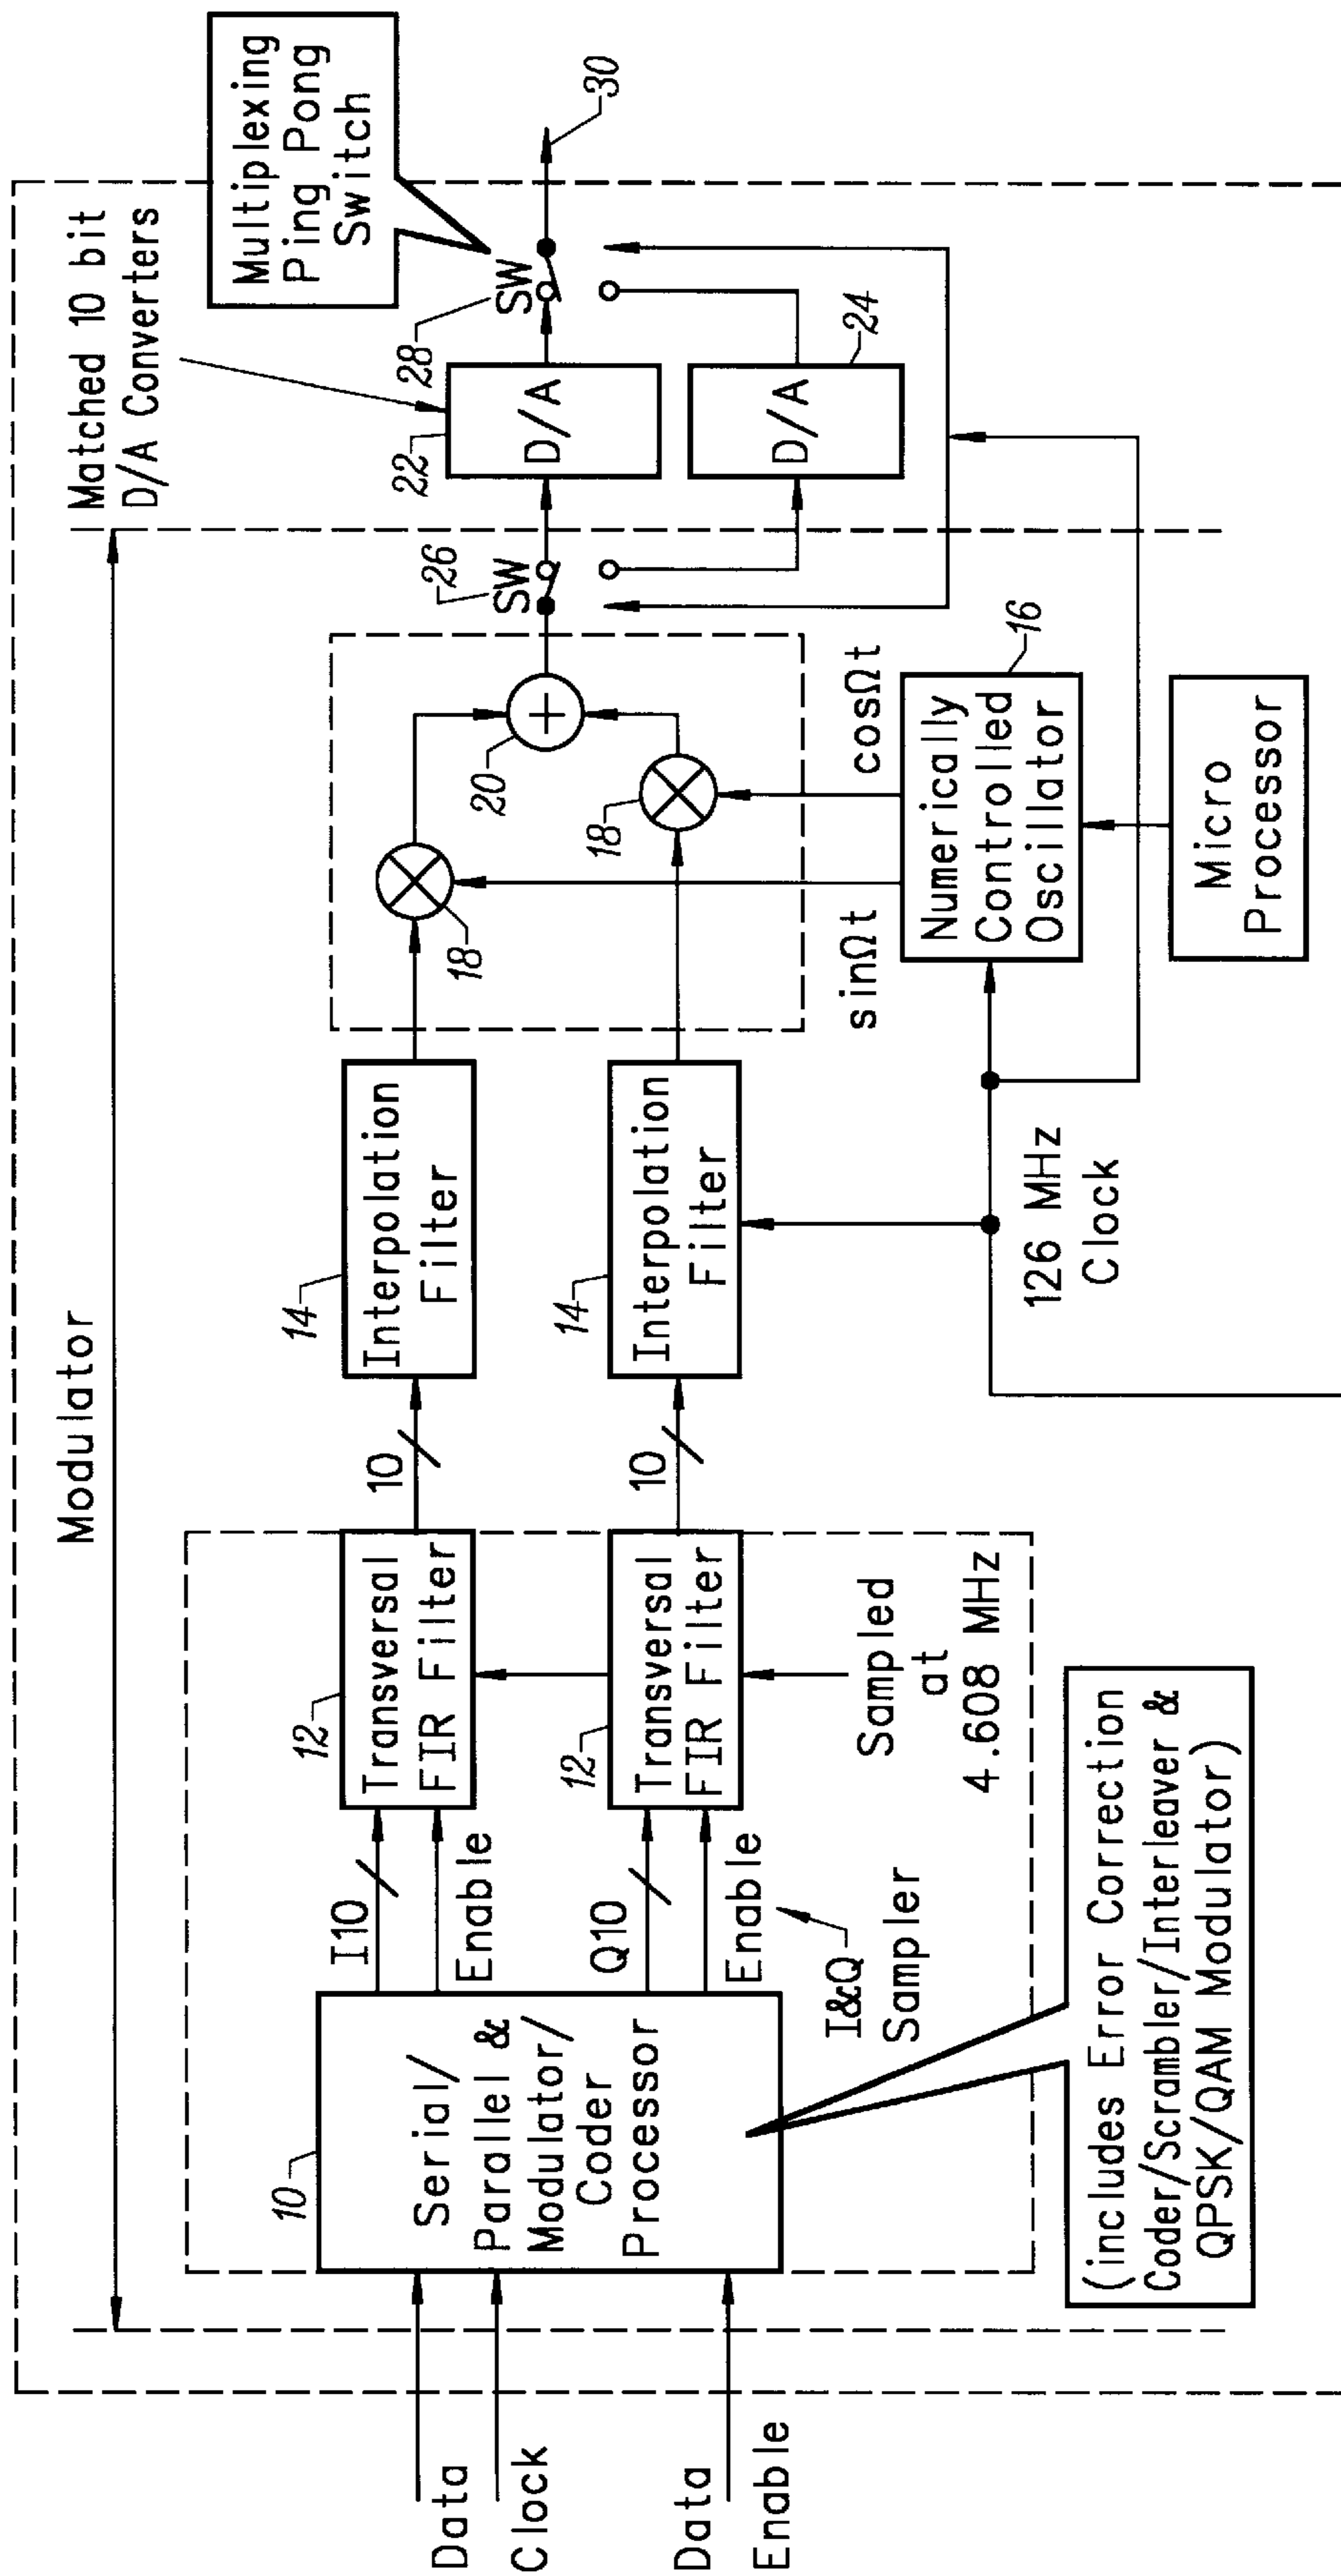 Modulator
Matched 10 bit
D/A Converters
Multiplexing
Ping Pong
Switch
Data
Clock
Data
Enable
10
Serial/
Parallel &
Modulator/
Coder
Processor
I10
Enable
Q10
Enable
I&Q
Sampler
12
Transversal
FIR Filter
12
Transversal
FIR Filter
Sampled
at
4.608 MHz
(includes Error Correction
Coder/Scrambler/Interleaver &
QPSK/QAM Modulator)
10
10
14
Interpolation
Filter
14
Interpolation
Filter
126 MHz
Clock
18
18
20
sinΩt
cosΩt
16
Numerically
Controlled
Oscillator
Micro
Processor
26
SW
22
D/A
24
D/A
28
SW
30